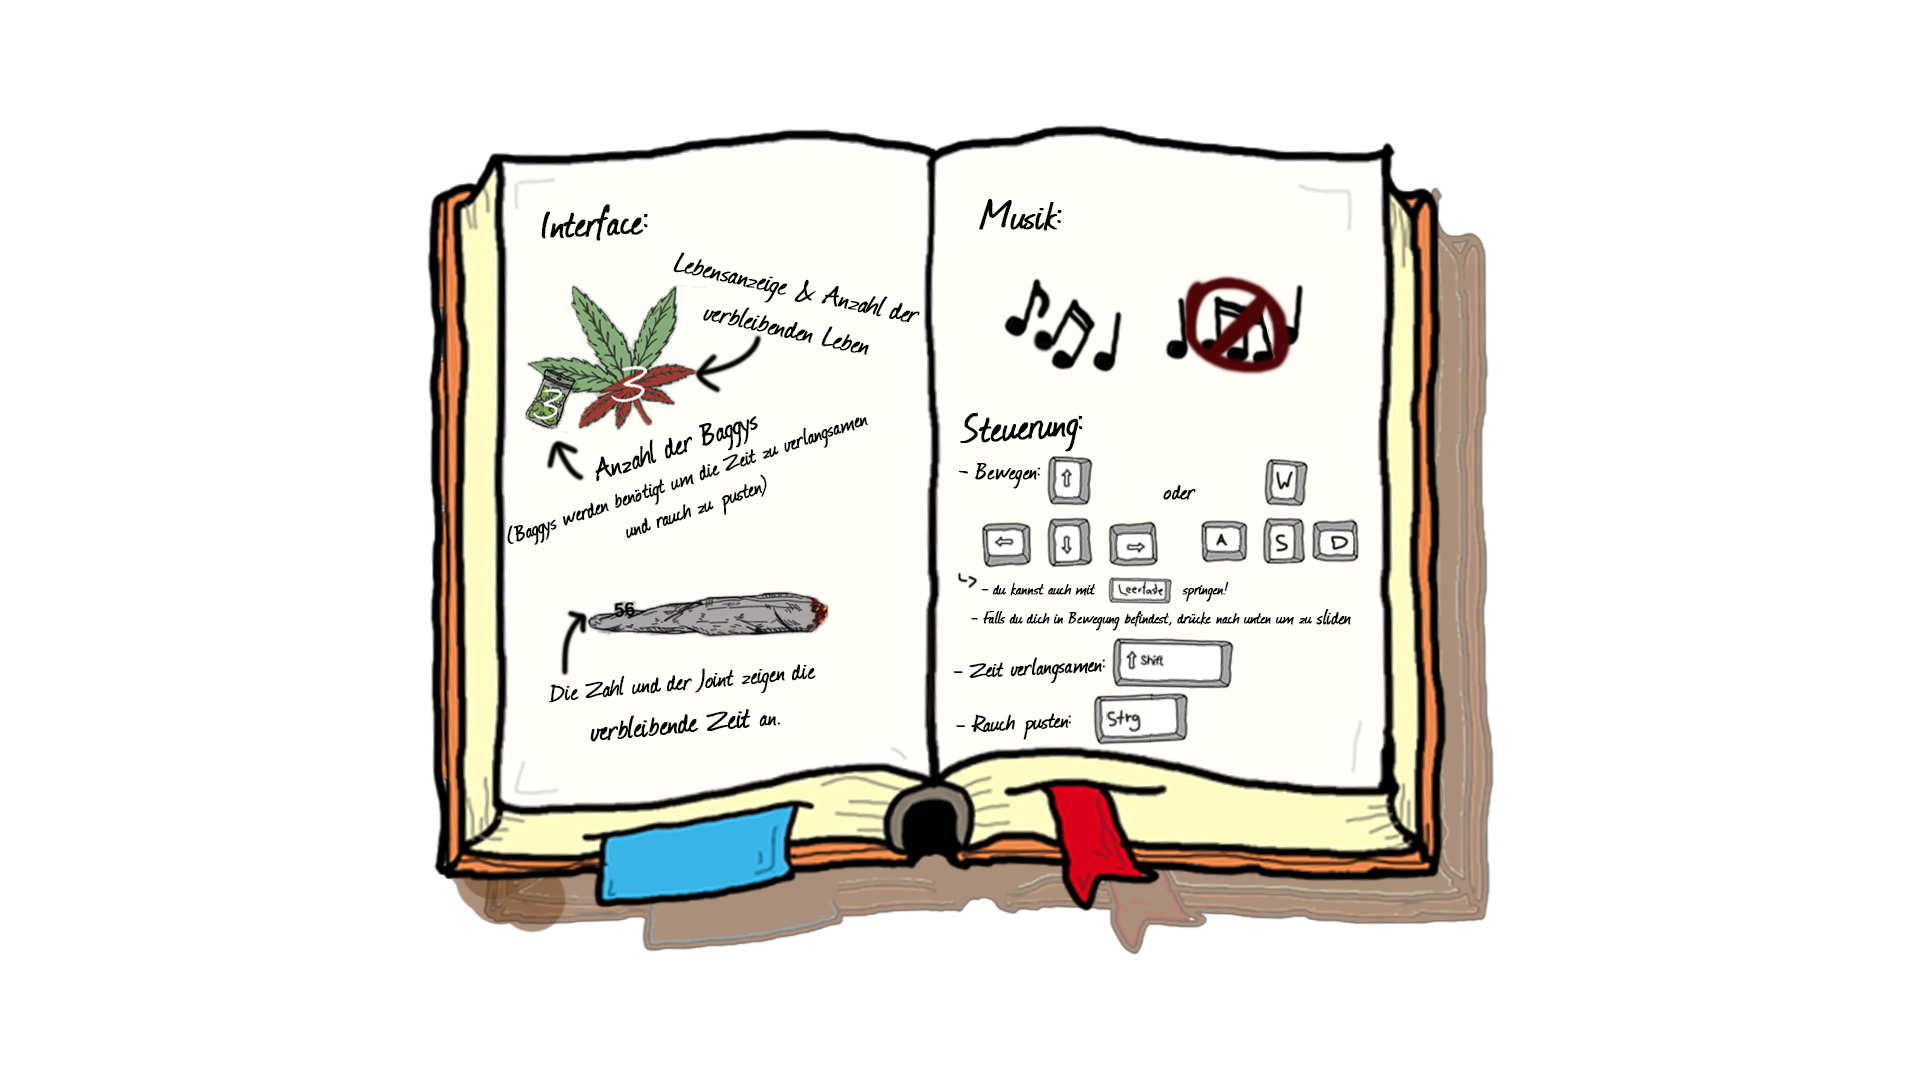 Interface:
Lebensanzeige & Anzahl der
verbleibenden Leben
3
3
Anzahl der Baggys
(Baggys werden benötigt um die Zeit zu verlangsamen
und rauch zu pusten)
56
Die Zahl und der Joint zeigen die
verbleibende Zeit an.
Musik:
Steuerung:
- Bewegen: ⇧ oder W
⇦ ⇩ ⇨ A S D
- du kannst auch mit Leertaste springen!
- Falls du dich in Bewegung befindest, drücke nach unten um zu sliden
- Zeit verlangsamen: ⇧ Shift
- Rauch pusten: Strg